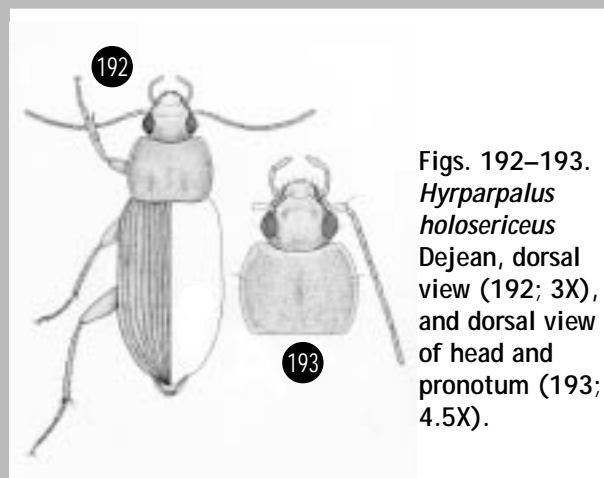 192
193
Figs. 192–193.
Hyrparpalus
holosericeus
Dejean, dorsal
view (192; 3X),
and dorsal view
of head and
pronotum (193;
4.5X).